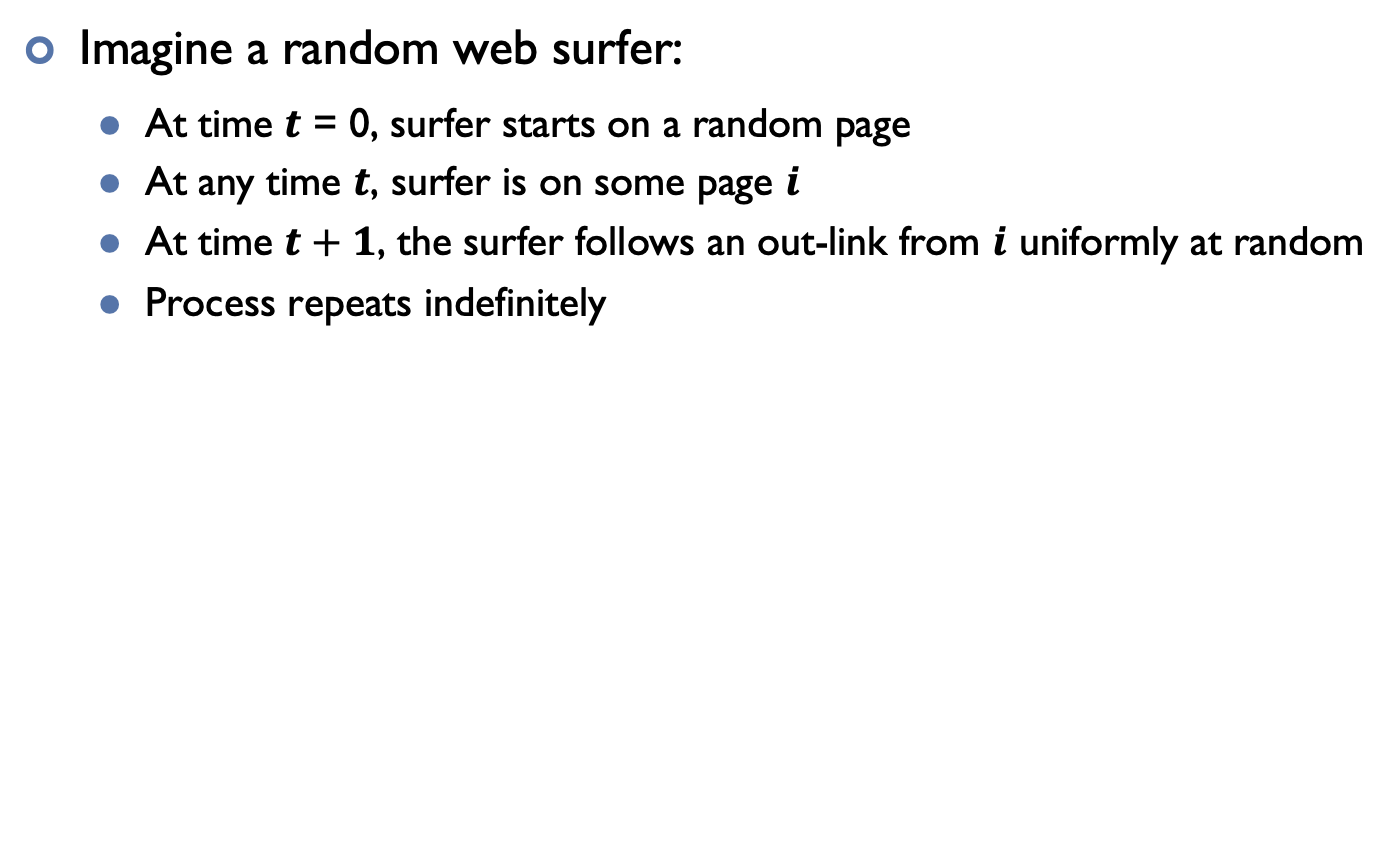 Imagine a random web surfer:
At time t = 0, surfer starts on a random page
At any time t, surfer is on some page i
At time t + 1, the surfer follows an out-link from i uniformly at random
Process repeats indefinitely